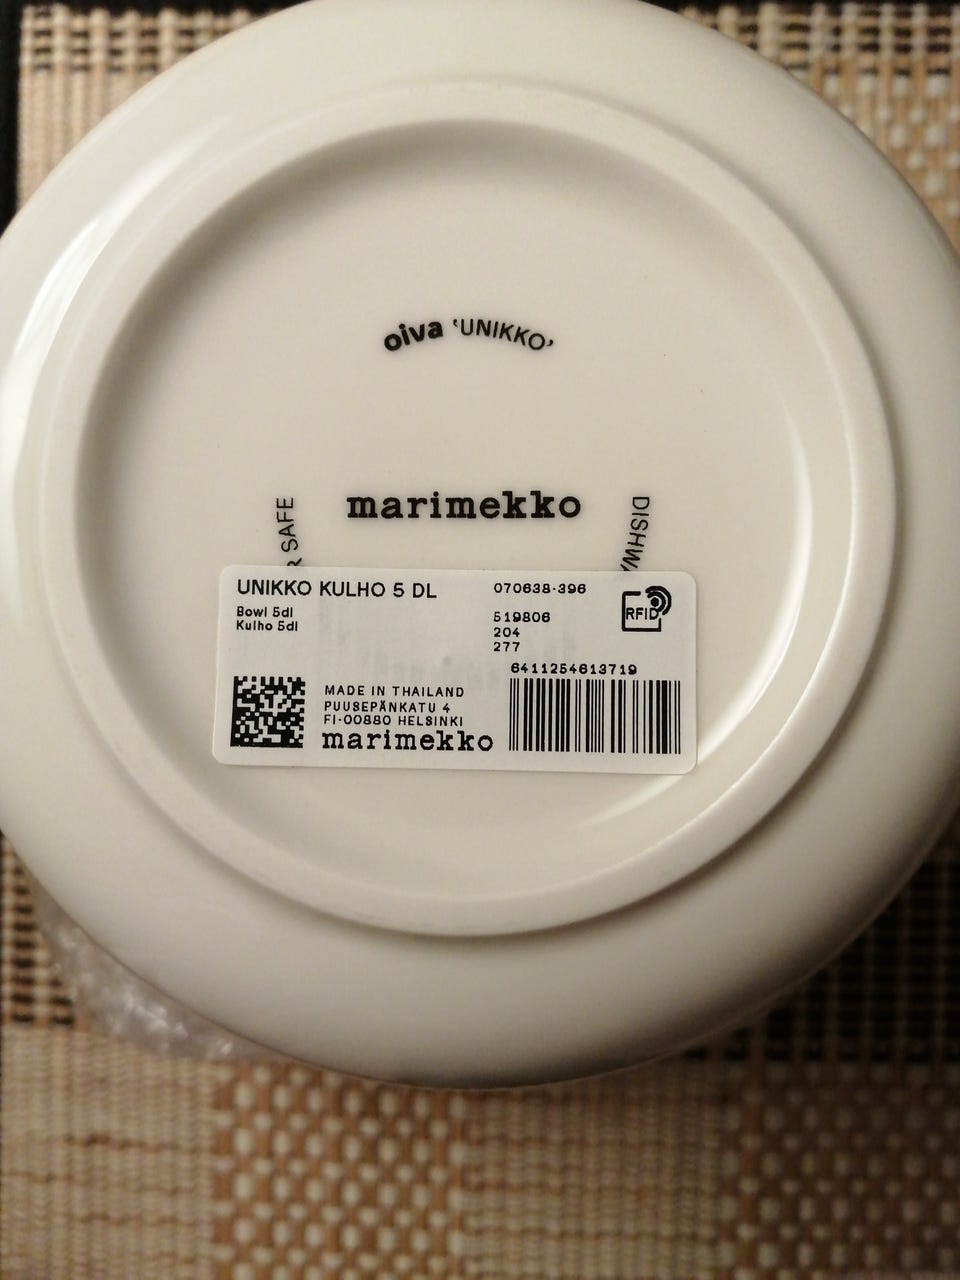 oiva 'UNIKKO'
marimekko
R SAFE
DISHWA
UNIKKO KULHO 5 DL
Bowl 5dl
Kulho 5dl
070638-396
519806
204
277
RFID
6411254613719
MADE IN THAILAND
PUUSEPÄNKATU 4
FI-00880 HELSINKI
marimekko